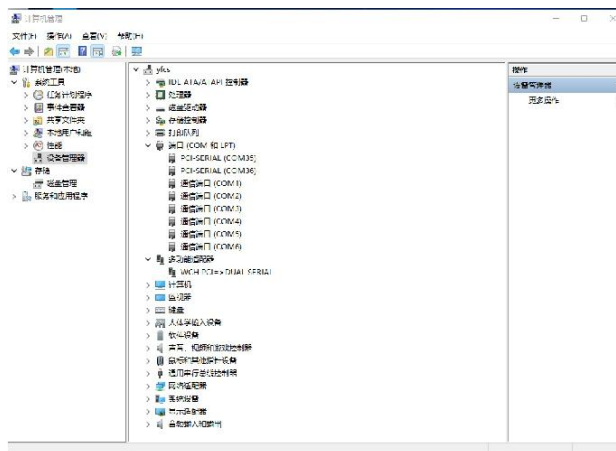 计算机管理
文件(F) 操作(A) 查看(V) 帮助(H)
计算机管理(本地)
系统工具
任务计划程序
事件查看器
共享文件夹
本地用户和组
性能
设备管理器
存储
磁盘管理
服务和应用程序
yfcs
IDE ATA/ATAPI 控制器
处理器
磁盘驱动器
存储控制器
打印队列
端口 (COM 和 LPT)
PCI-SERIAL (COM35)
PCI-SERIAL (COM36)
通信端口 (COM1)
通信端口 (COM2)
通信端口 (COM3)
通信端口 (COM4)
通信端口 (COM5)
通信端口 (COM6)
多功能适配器
WCH PCI=> DUAL SERIAL
计算机
监视器
键盘
人体学输入设备
软件设备
声音、视频和游戏控制器
鼠标和其他指针设备
通用串行总线控制器
网络适配器
系统设备
显示适配器
音频输入和输出
操作
设备管理器
更多操作